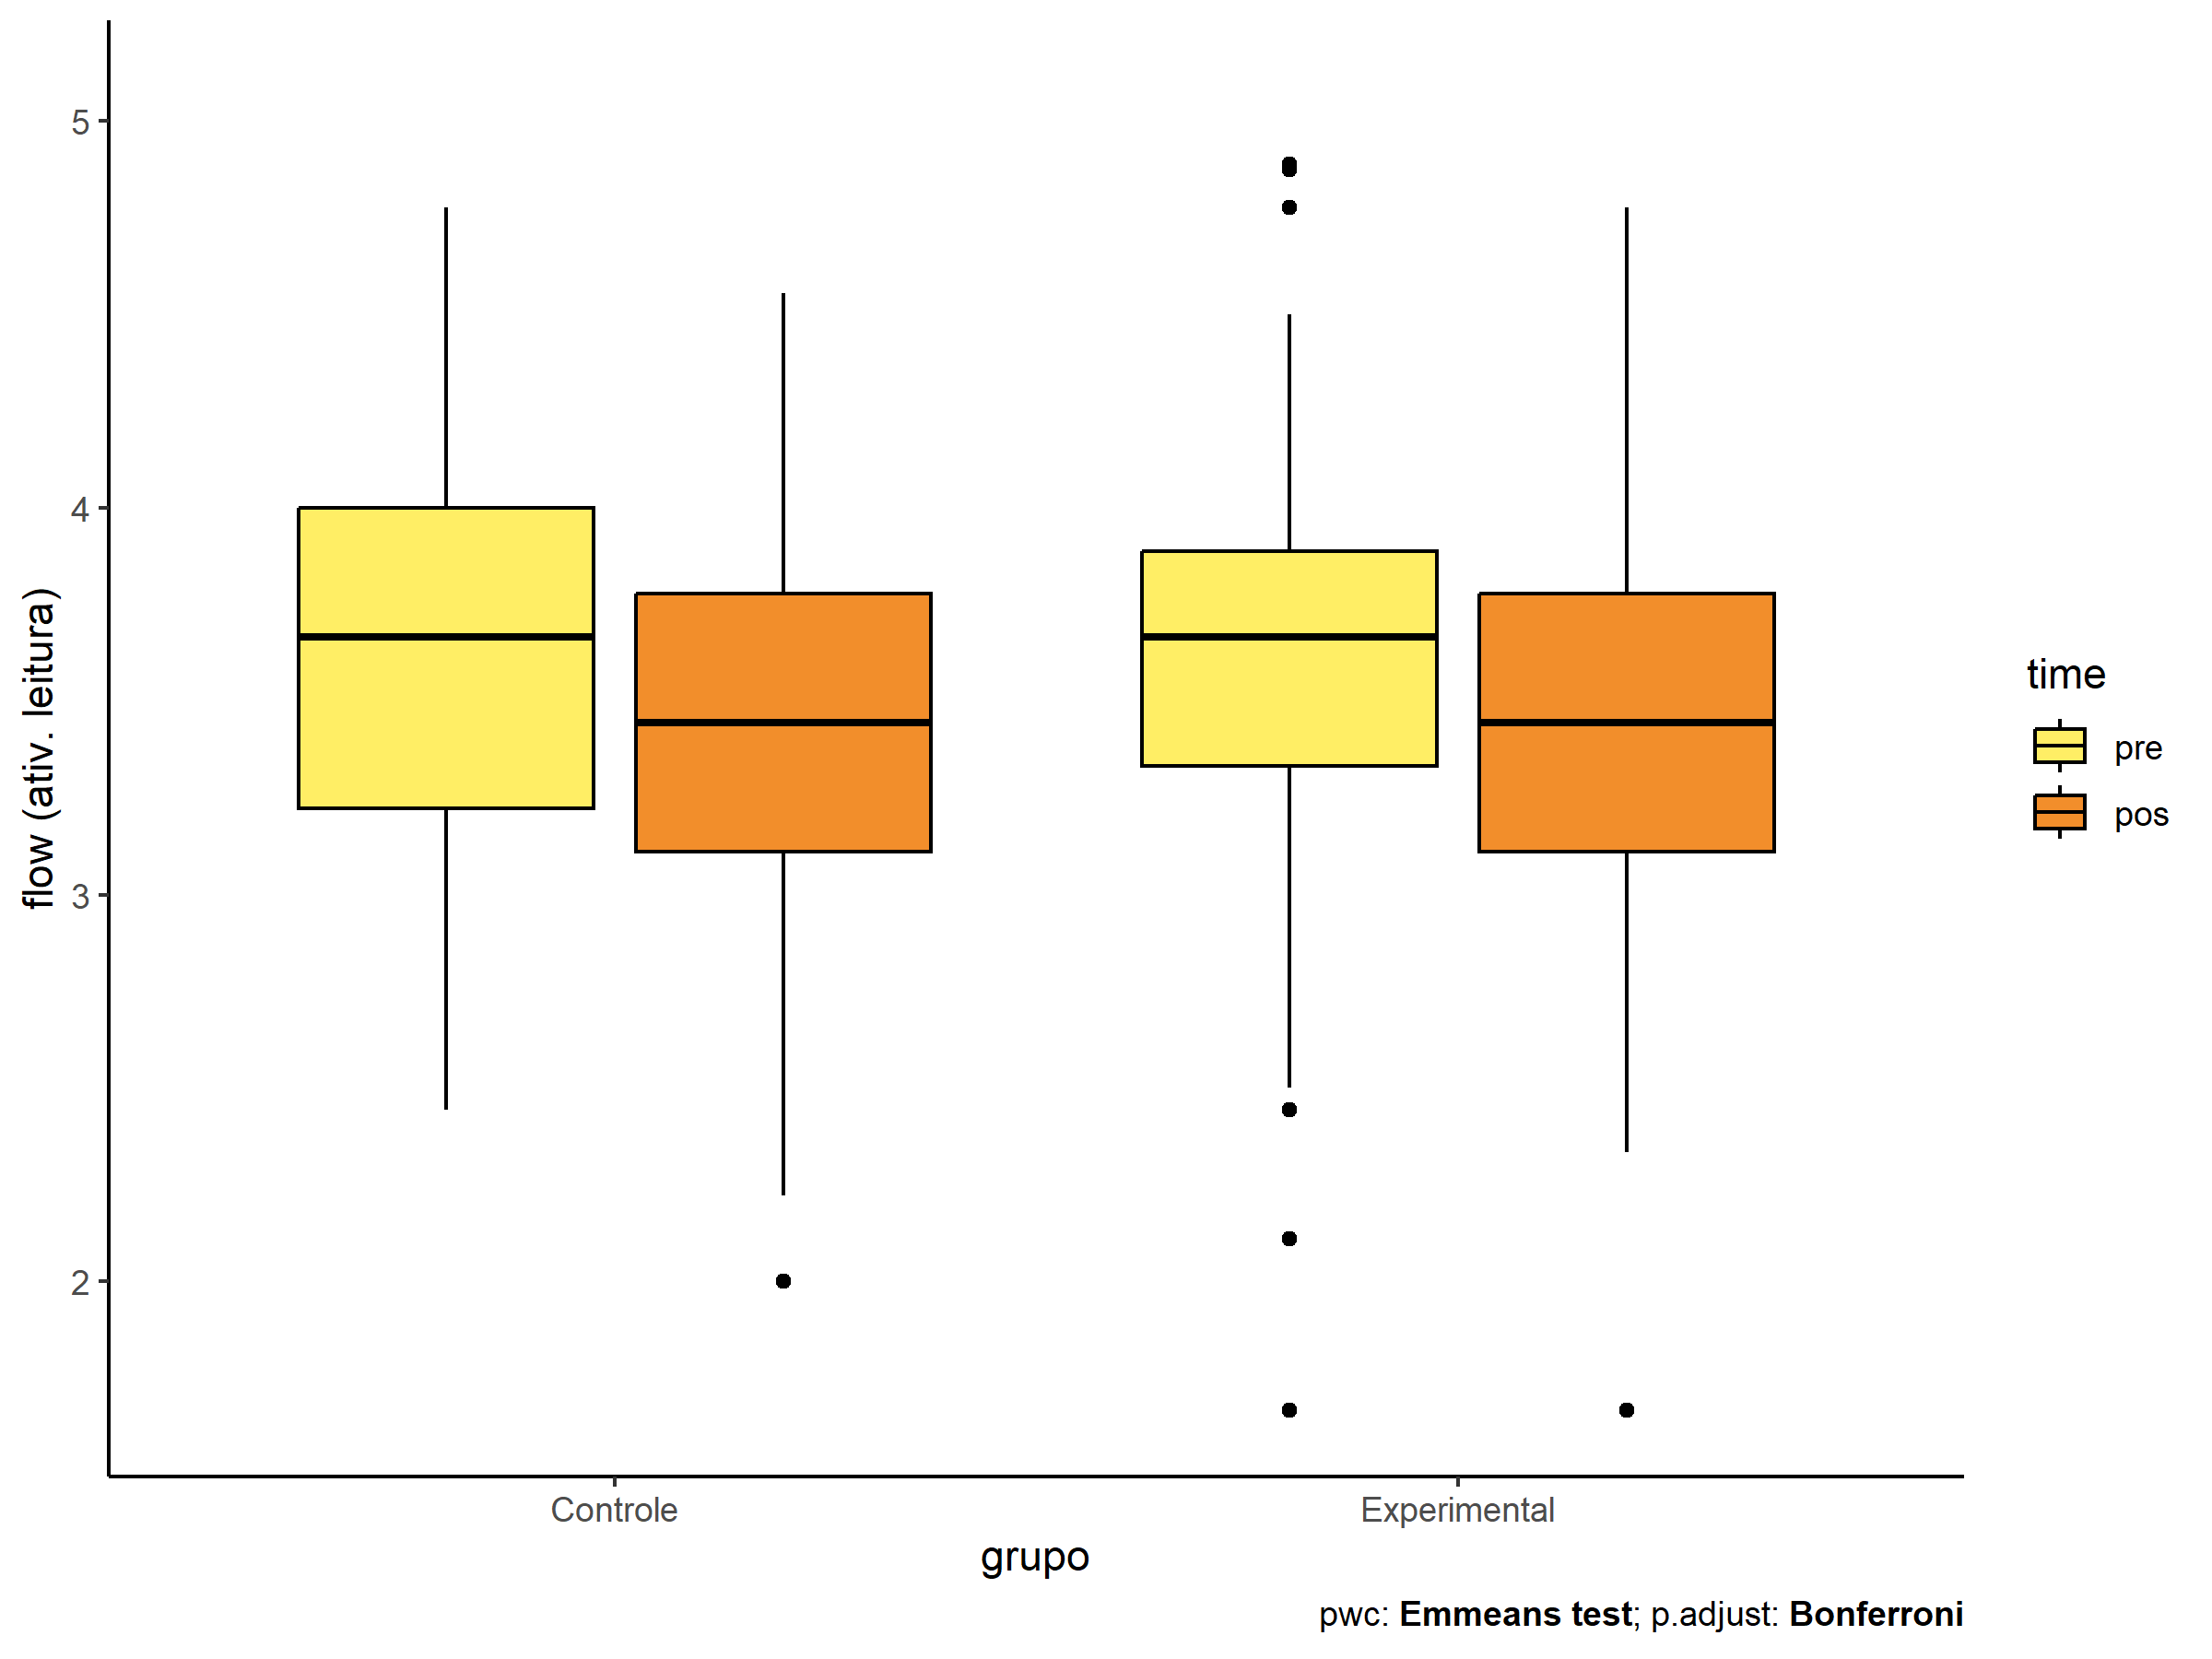 flow (ativ. leitura)
5
4
3
2
Controle
Experimental
grupo
time
pre
pos
pwc: Emmeans test; p.adjust: Bonferroni